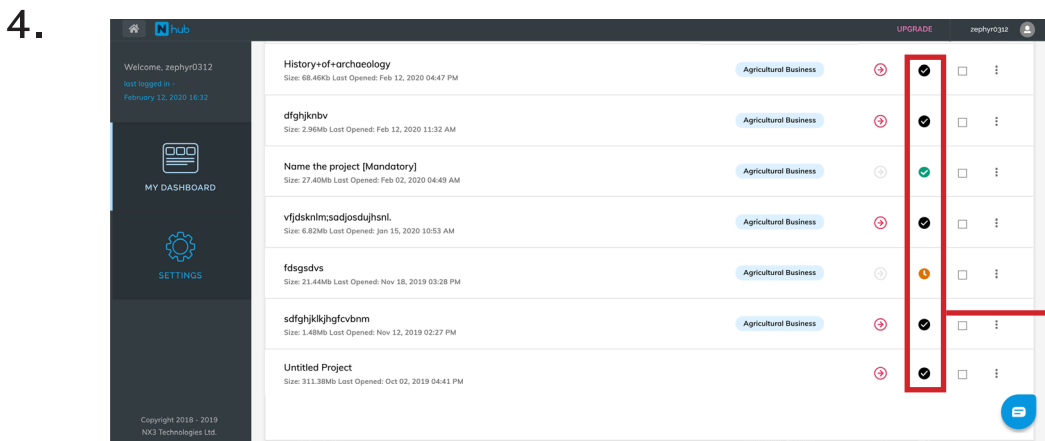 4.
N hub
UPGRADE
zephyr0312
Welcome, zephyr0312
last logged in -
February 12, 2020 16:32
MY DASHBOARD
SETTINGS
Copyright 2018 - 2019
NX3 Technologies Ltd.
History+of+archaeology
Agricultural Business
Size: 68.46Kb Last Opened: Feb 12, 2020 04:47 PM
dfghjknbv
Agricultural Business
Size: 2.96Mb Last Opened: Feb 12, 2020 11:32 AM
Name the project [Mandatory]
Agricultural Business
Size: 27.40Mb Last Opened: Feb 02, 2020 04:49 AM
vfjdsknlm;sadjosdujhsnl.
Agricultural Business
Size: 6.82Mb Last Opened: Jan 15, 2020 10:53 AM
fdsgsdvs
Agricultural Business
Size: 21.44Mb Last Opened: Nov 18, 2019 03:28 PM
sdfghjklkjhgfcvbnm
Agricultural Business
Size: 1.48Mb Last Opened: Nov 12, 2019 02:27 PM
Untitled Project
Size: 311.38Mb Last Opened: Oct 02, 2019 04:41 PM